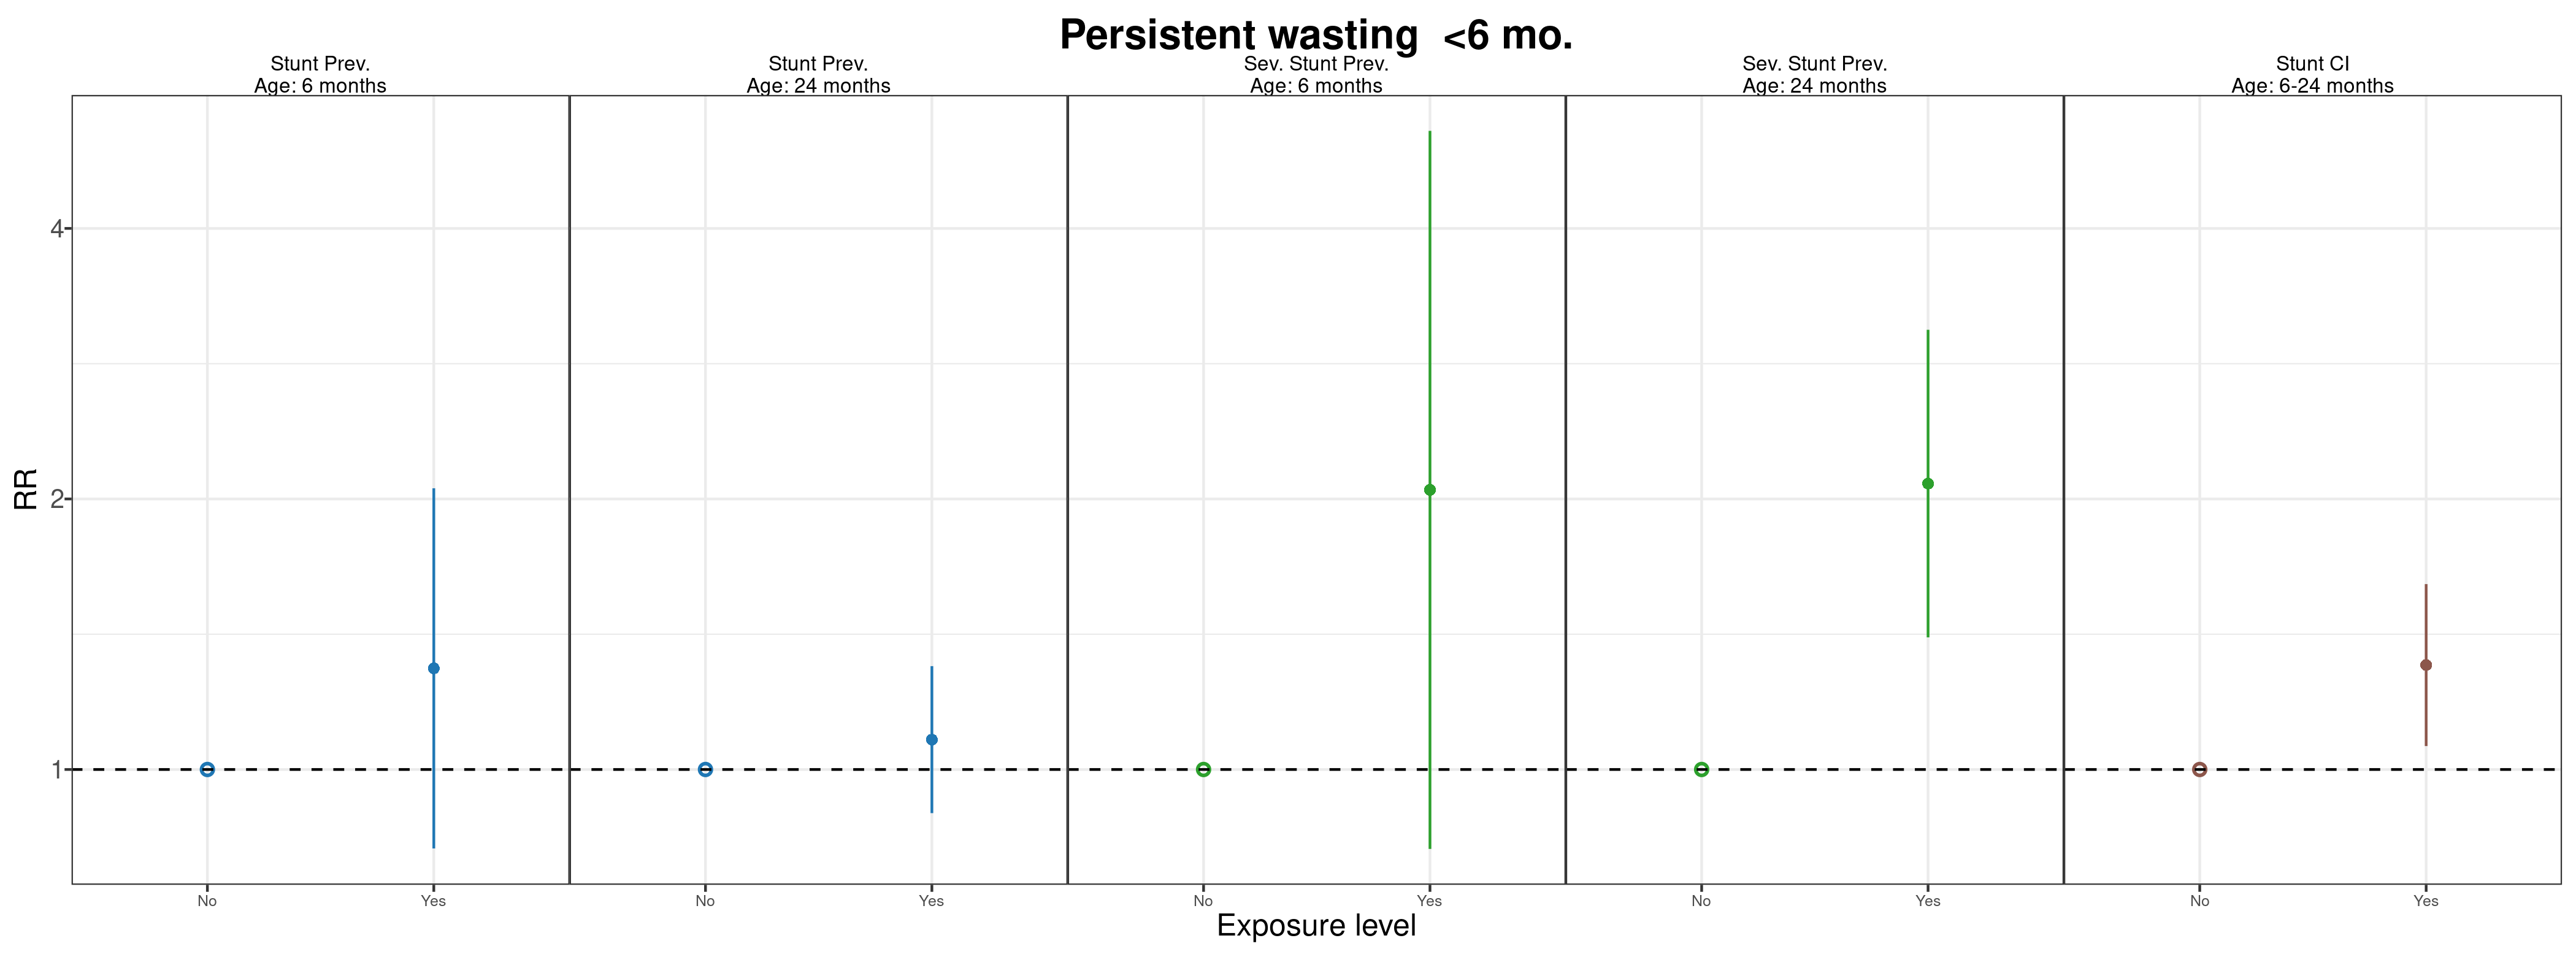 Persistent wasting  <6 mo.
Stunt Prev.
Age: 6 months
Stunt Prev.
Age: 24 months
Sev. Stunt Prev.
Age: 6 months
Sev. Stunt Prev.
Age: 24 months
Stunt CI
Age: 6-24 months
RR
4
2
1
No
Yes
No
Yes
No
Yes
No
Yes
No
Yes
Exposure level